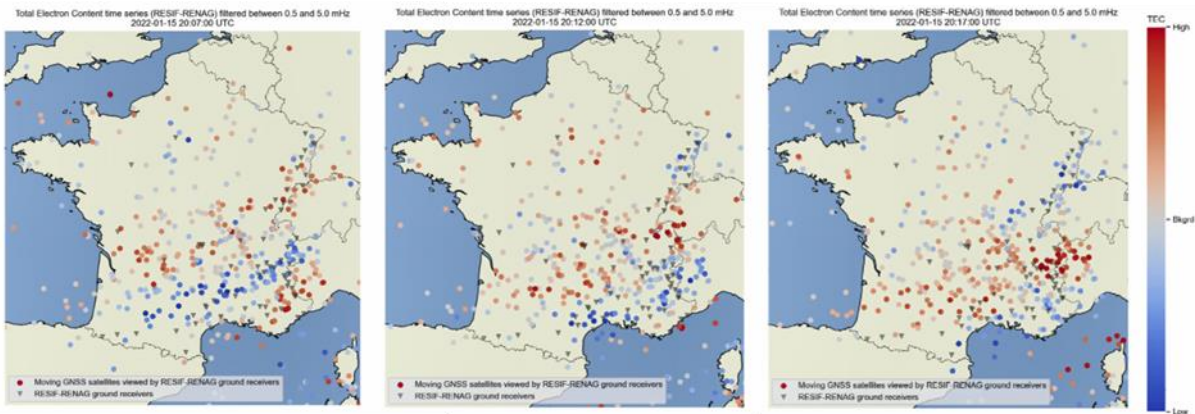 Total Electron Content time series (RESIF-RENAG) filtered between 0.5 and 5.0 mHz
2022-01-15 20:07:00 UTC
Moving GNSS satellites viewed by RESIF-RENAG ground receivers
RESIF-RENAG ground receivers
Total Electron Content time series (RESIF-RENAG) filtered between 0.5 and 5.0 mHz
2022-01-15 20:12:00 UTC
Moving GNSS satellites viewed by RESIF-RENAG ground receivers
RESIF-RENAG ground receivers
Total Electron Content time series (RESIF-RENAG) filtered between 0.5 and 5.0 mHz
2022-01-15 20:17:00 UTC
Moving GNSS satellites viewed by RESIF-RENAG ground receivers
RESIF-RENAG ground receivers
TEC
High
Bkgrd
Low